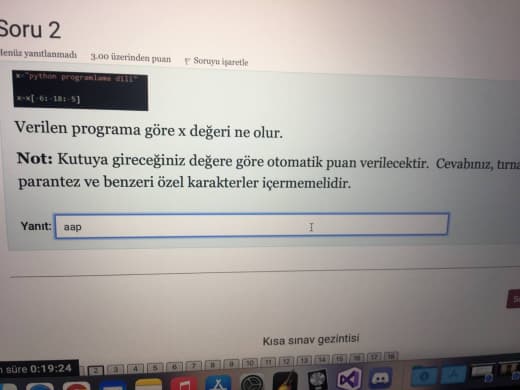 Soru 2
Henüz yanıtlanmadı 3.00 üzerinden puan Soruyu işaretle
x="python programlama dili"
x=x[-6:-18:-5]
Verilen programa göre x değeri ne olur.
Not: Kutuya gireceğiniz değere göre otomatik puan verilecektir. Cevabınız, tırna
parantez ve benzeri özel karakterler içermemelidir.
Yanıt: aap
Kısa sınav gezintisi
süre 0:19:24
2 3 4 5 6 7 8 9 10 11 12 13 14 15 16 17 18